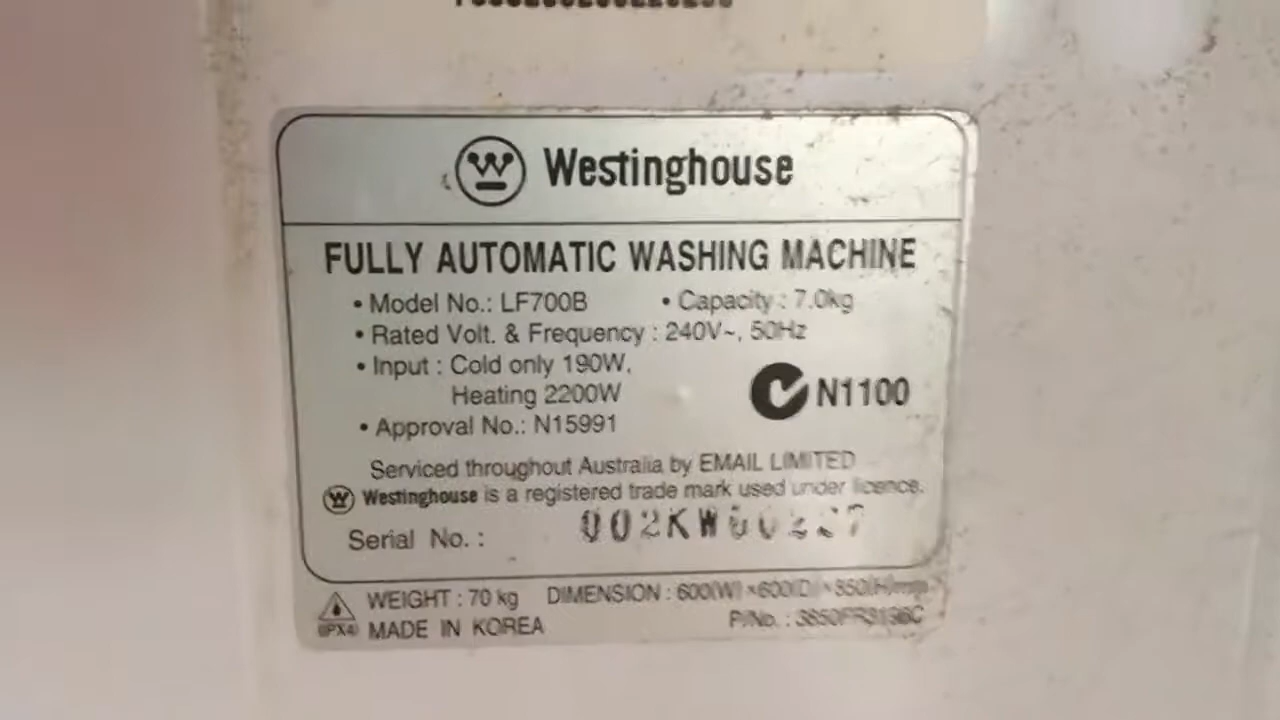 Westinghouse
FULLY AUTOMATIC WASHING MACHINE
• Model No.: LF700B • Capacity : 7.0kg
• Rated Volt. & Frequency : 240V~, 50Hz
• Input : Cold only 190W,
Heating 2200W
N1100
• Approval No.: N15991
Serviced throughout Australia by EMAIL LIMITED
W Westinghouse is a registered trade mark used under licence.
Serial No. :
WEIGHT : 70 kg DIMENSION : 600(W) ×600(D) ×850(H)mm
IPX4 MADE IN KOREA P/No. :